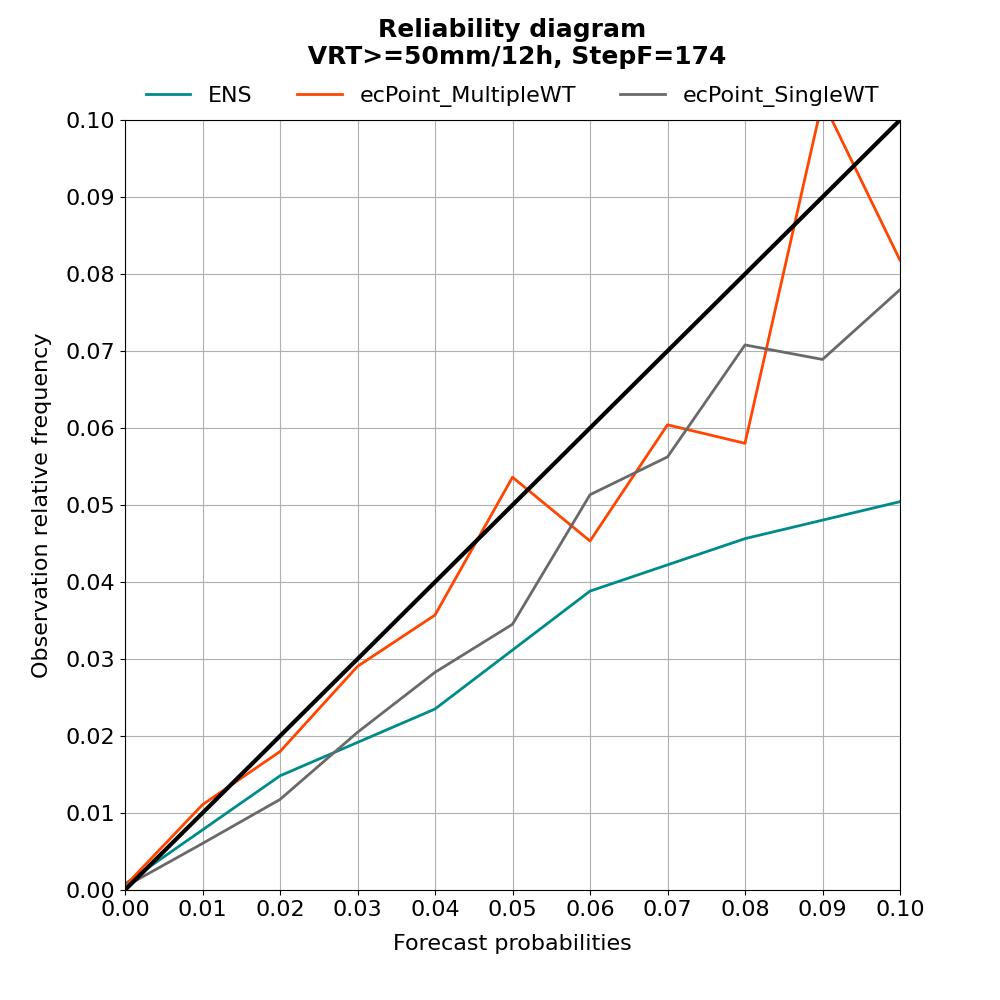 Reliability diagram
VRT>=50mm/12h, StepF=174
ENS ecPoint_MultipleWT ecPoint_SingleWT
0.10
0.09
0.08
0.07
0.06
0.05
0.04
0.03
0.02
0.01
0.00
Observation relative frequency
0.00 0.01 0.02 0.03 0.04 0.05 0.06 0.07 0.08 0.09 0.10
Forecast probabilities